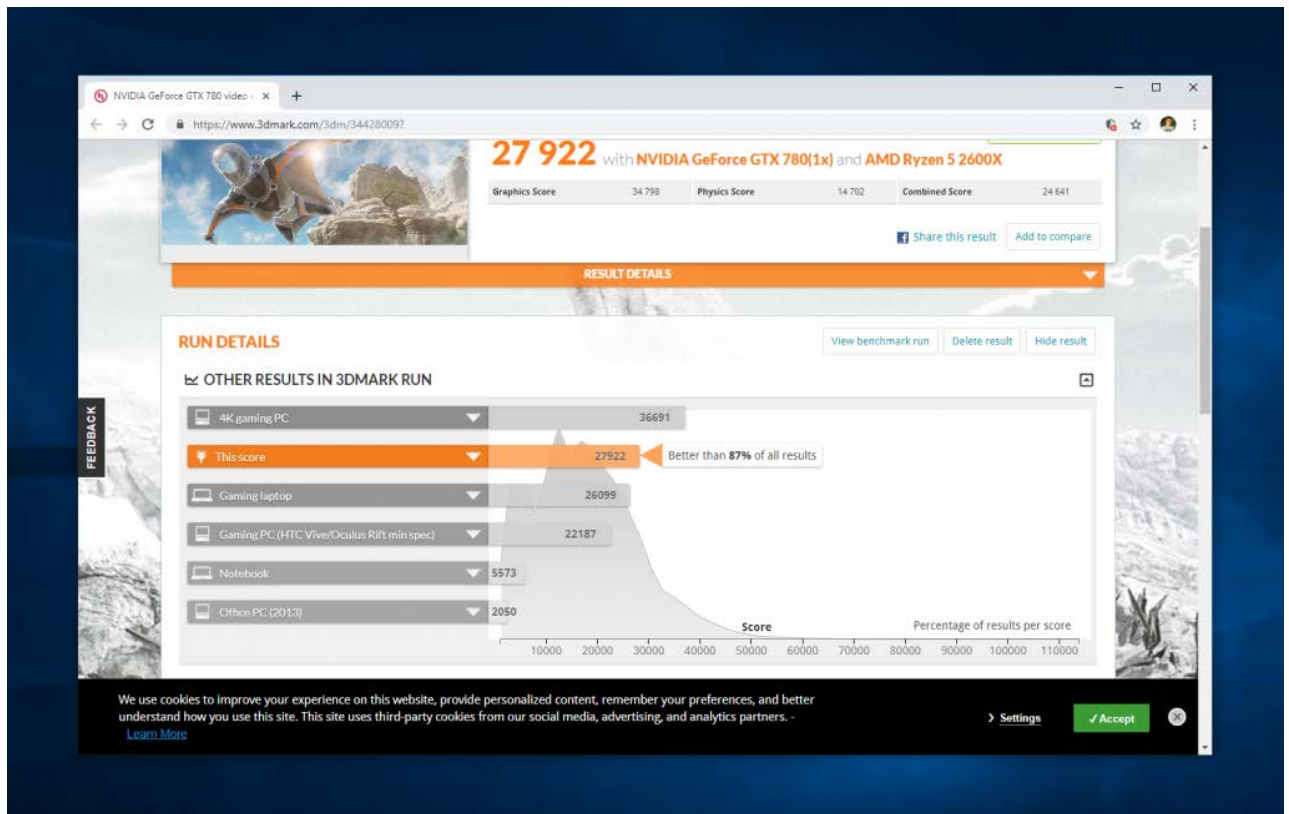 NVIDIA GeForce GTX 780 video
https://www.3dmark.com/3dm/34428009?
27 922 with NVIDIA GeForce GTX 780(1x) and AMD Ryzen 5 2600X
Graphics Score 34 798 Physics Score 14 702 Combined Score 24 641
Share this result Add to compare
RESULT DETAILS
RUN DETAILS
View benchmark run Delete result Hide result
OTHER RESULTS IN 3DMARK RUN
4K gaming PC 36691
This score 27922 Better than 87% of all results
Gaming laptop 26099
Gaming PC (HTC Vive/Oculus Rift min spec) 22187
Notebook 5573
Office PC (2013) 2050
Score Percentage of results per score
10000 20000 30000 40000 50000 60000 70000 80000 90000 100000 110000
FEEDBACK
We use cookies to improve your experience on this website, provide personalized content, remember your preferences, and better
understand how you use this site. This site uses third-party cookies from our social media, advertising, and analytics partners. -
Learn More
Settings
✓ Accept